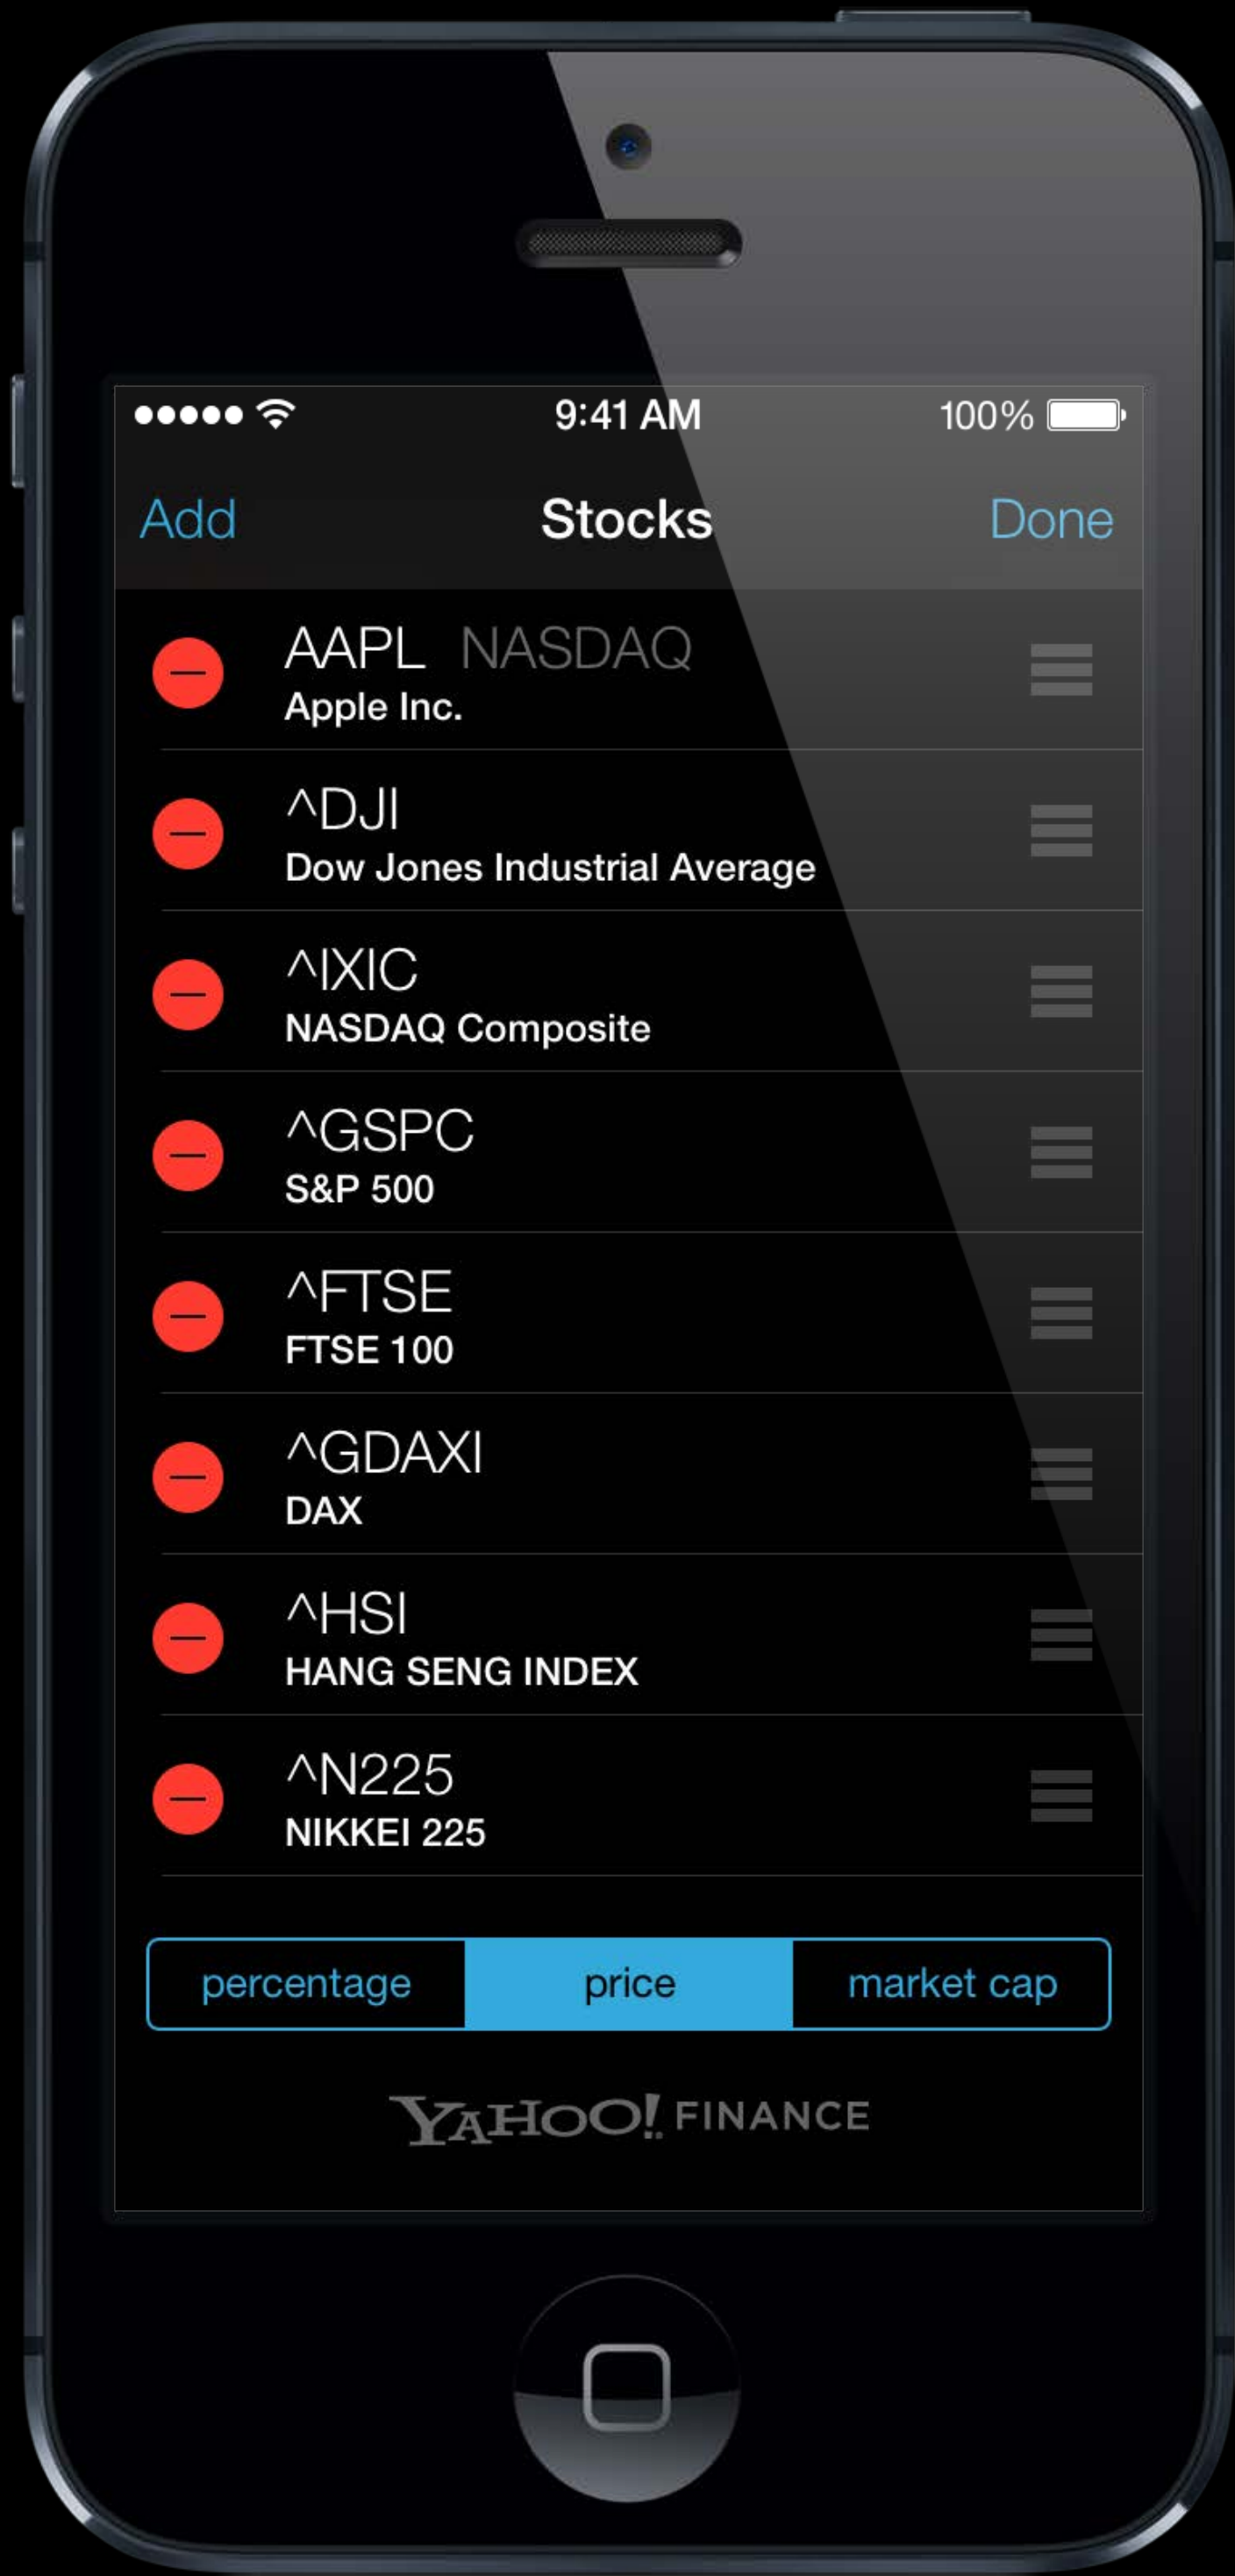 9:41 AM 100%
Add Stocks Done
AAPL NASDAQ
Apple Inc.
^DJI
Dow Jones Industrial Average
^IXIC
NASDAQ Composite
^GSPC
S&P 500
^FTSE
FTSE 100
^GDAXI
DAX
^HSI
HANG SENG INDEX
^N225
NIKKEI 225
percentage price market cap
YAHOO! FINANCE